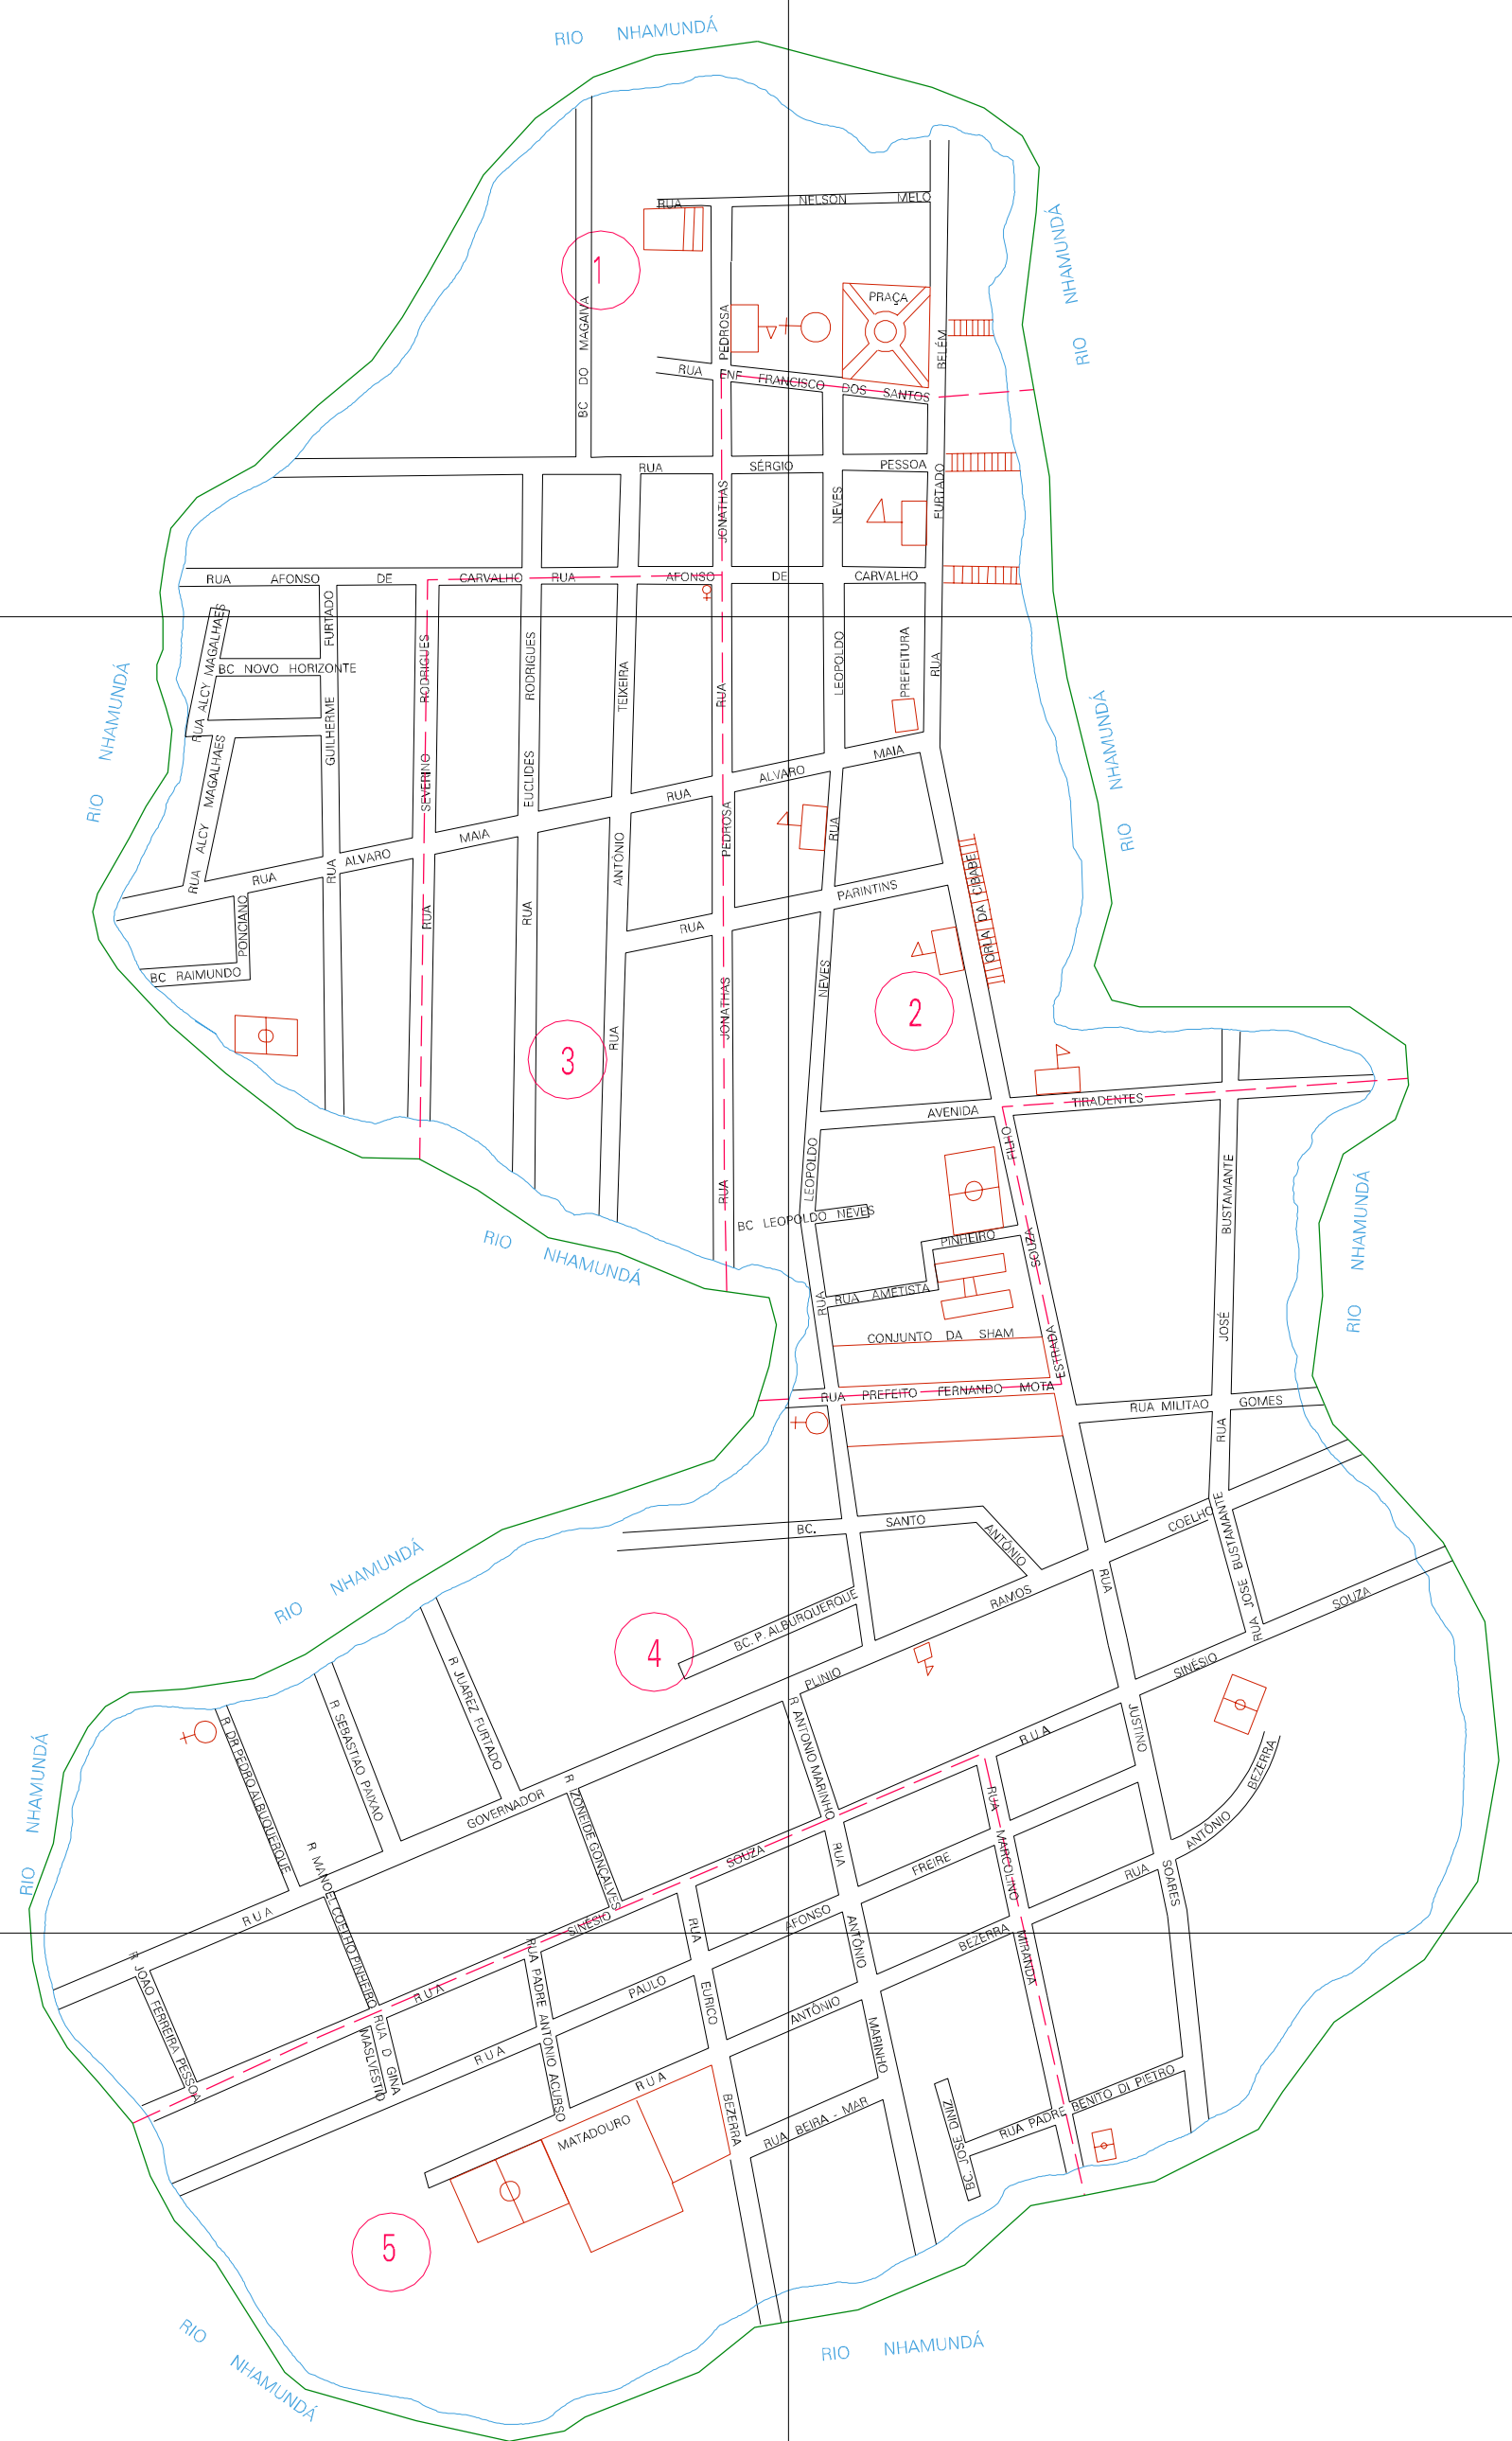 RIO NHAMUNDÁ
RUA NELSON MELO
RIO NHAMUNDÁ
1
PRAÇA
BC DO MAGAIVA
PEDROSA
BELÉM
RUA ENF FRANCISCO DOS SANTOS
RUA SÉRGIO PESSOA
JONATHAS
NEVES
FURTADO
RUA AFONSO DE CARVALHO RUA AFONSO DE CARVALHO
RUA ALCY MAGALHAES
FURTADO
BC NOVO HORIZONTE
GUILHERME
RODRIGUES
SEVERINO
RODRIGUES
EUCLIDES
TEIXEIRA
RUA
LEOPOLDO
PREFEITURA
RUA
RIO NHAMUNDÁ
RIO NHAMUNDÁ
RUA ALCY MAGALHAES
RUA ALVARO MAIA RUA ALVARO MAIA
RUA
RUA
RUA
ANTÔNIO
PEDROSA
RUA
PONCIANO
BC RAIMUNDO
RUA PARINTINS
ORLA DA CIDADE
NEVES
JONATHAS
2
3
RUA
AVENIDA TIRADENTES
FILHO
LEOPOLDO
RUA
BC LEOPOLDO NEVES
BUSTAMANTE
RIO NHAMUNDÁ
RIO NHAMUNDÁ
PINHEIRO
SOUZA
RUA AMETISTA
RUA
JOSÉ
CONJUNTO DA SHAM
ESTRADA
RUA PREFEITO FERNANDO MOTA
RUA MILITAO GOMES
RUA
BC. SANTO ANTÔNIO
COELHO
RUA JOSE BUSTAMANTE
RIO NHAMUNDÁ
BC. P. ALBURQUERQUE
RAMOS
RUA
SOUZA
4
PLINIO
SINÉSIO
R JUAREZ FURTADO
R SEBASTIAO PAIXAO
R DR PEDRO ALBUQUERQUE
R ANTONIO MARINHO
JUSTINO
RUA
BEZERRA
ANTÔNIO
RIO NHAMUNDÁ
GOVERNADOR
R IZONEIDE GONÇALVES
RUA
MARCOLINO
R MANOEL COELHO PINHEIRO
SOUZA
RUA
FREIRE
RUA
SOARES
RUA
SINÉSIO
RUA
AFONSO
ANTÔNIO
BEZERRA
MIRANDA
R JOAO FERREIRA PESSOA
RUA PADRE ANTONIO ACURSO
RUA
PAULO
EURICO
ANTÔNIO
RUA D GINA
MASLVESTIO
RUA
MARINHO
RUA
MATADOURO
BEZERRA
RUA BEIRA - MAR
BC. JOSE DINIZ
RUA PADRE BENITO DI PIETRO
5
RIO NHAMUNDÁ
RIO NHAMUNDÁ